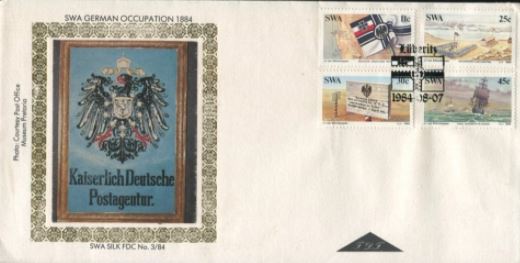 SWA GERMAN OCCUPATION 1884
Photo: Courtesy Post Office
Museum Pretoria
Kaiserlich Deutsche
Postagentur.
SWA SILK FDC No. 3/84
SWA 11c
SWA 25c
Lüderitz
SWA 30c
SWA 45c
1984-08-07